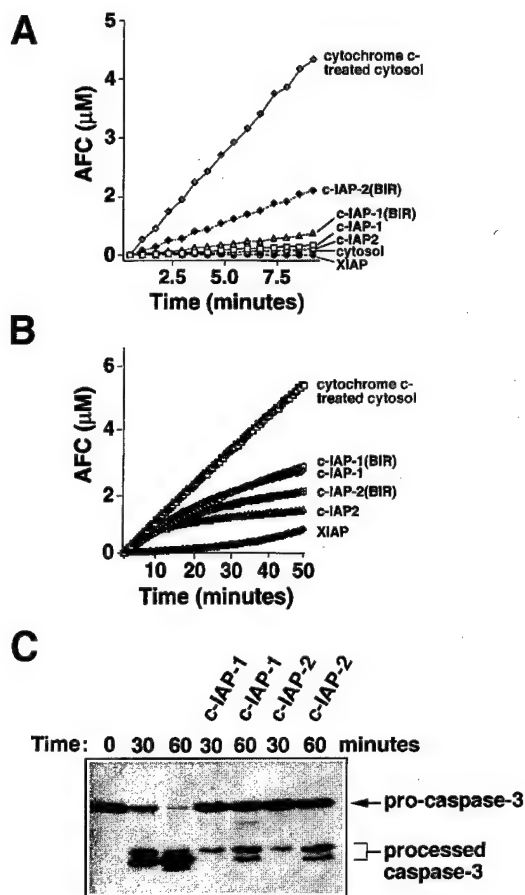 A
AFC (μM)
5
4
2
0
cytochrome c-
treated cytosol
c-IAP-2(BIR)
c-IAP-1(BIR)
c-IAP-1
c-IAP2
cytosol
XIAP
2.5 5.0 7.5
Time (minutes)
B
AFC (μM)
6
4
2
0
cytochrome c-
treated cytosol
c-IAP-1(BIR)
c-IAP-1
c-IAP-2(BIR)
c-IAP2
XIAP
10 20 30 40 50
Time (minutes)
C
c-IAP-1
c-IAP-1
c-IAP-2
c-IAP-2
Time: 0 30 60 30 60 30 60 minutes
pro-caspase-3
processed
caspase-3